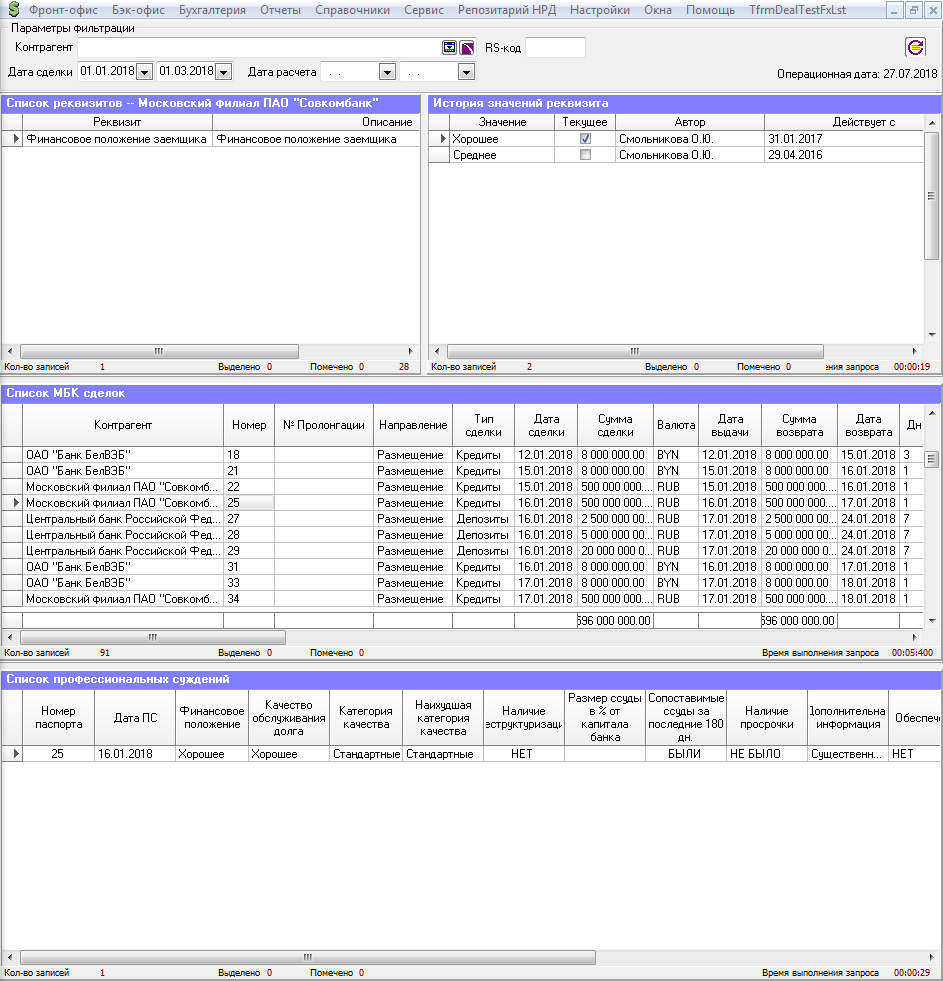 Фронт-офис Бэк-офис Бухгалтерия Отчеты Справочники Сервис Репозитарий НРД Настройки Окна Помощь TfrmDealTestFxLst
Параметры фильтрации
Контрагент RS-код
Дата сделки 01.01.2018 01.03.2018 Дата расчета . . . . Операционная дата: 27.07.2018
Список реквизитов -- Московский филиал ПАО "Совкомбанк"
Реквизит Описание
Финансовое положение заемщика Финансовое положение заемщика
Кол-во записей 1 Выделено 0 Помечено 0 28
История значений реквизита
Значение Текущее Автор Действует с
Хорошее Смольникова О.Ю. 31.01.2017
Среднее Смольникова О.Ю. 29.04.2016
Кол-во записей 2 Выделено 0 Помечено 0 ния запроса 00:00:19
Список МБК сделок
Контрагент Номер № Пролонгации Направление Тип сделки Дата сделки Сумма сделки Валюта Дата выдачи Сумма возврата Дата возврата Дн
ОАО "Банк БелВЭБ" 18 Размещение Кредиты 12.01.2018 8 000 000.00 BYN 12.01.2018 8 000 000.00 15.01.2018 3
ОАО "Банк БелВЭБ" 21 Размещение Кредиты 15.01.2018 8 000 000.00 BYN 15.01.2018 8 000 000.00 16.01.2018 1
Московский филиал ПАО "Совкомб... 22 Размещение Кредиты 15.01.2018 500 000 000.... RUB 15.01.2018 500 000 000... 16.01.2018 1
Московский филиал ПАО "Совкомб... 25 Размещение Кредиты 16.01.2018 500 000 000.... RUB 16.01.2018 500 000 000... 17.01.2018 1
Центральный банк Российской Фед... 27 Размещение Депозиты 16.01.2018 2 500 000 00... RUB 17.01.2018 2 500 000 0... 24.01.2018 7
Центральный банк Российской Фед... 28 Размещение Депозиты 16.01.2018 5 000 000 00... RUB 17.01.2018 5 000 000 0... 24.01.2018 7
Центральный банк Российской Фед... 29 Размещение Депозиты 16.01.2018 20 000 000 0... RUB 17.01.2018 20 000 000 ... 24.01.2018 7
ОАО "Банк БелВЭБ" 31 Размещение Кредиты 16.01.2018 8 000 000.00 BYN 16.01.2018 8 000 000.00 17.01.2018 1
ОАО "Банк БелВЭБ" 33 Размещение Кредиты 17.01.2018 8 000 000.00 BYN 17.01.2018 8 000 000.00 18.01.2018 1
Московский филиал ПАО "Совкомб... 34 Размещение Кредиты 17.01.2018 500 000 000.... RUB 17.01.2018 500 000 000... 18.01.2018 1
596 000 000.00 596 000 000.00
Кол-во записей 91 Выделено 0 Помечено 0 Время выполнения запроса 00:05:400
Список профессиональных суждений
Номер паспорта Дата ПС Финансовое положение Качество обслуживания долга Категория качества Наихудшая категория качества Наличие еструктуризаци Размер ссуды в % от капитала банка Сопоставимые ссуды за последние 180 дн. Наличие просрочки Дополнительна информация Обеспече
25 16.01.2018 Хорошее Хорошее Стандартные Стандартные НЕТ БЫЛИ НЕ БЫЛО Существенн... НЕТ
Кол-во записей 1 Выделено 0 Помечено 0 Время выполнения запроса 00:00:29